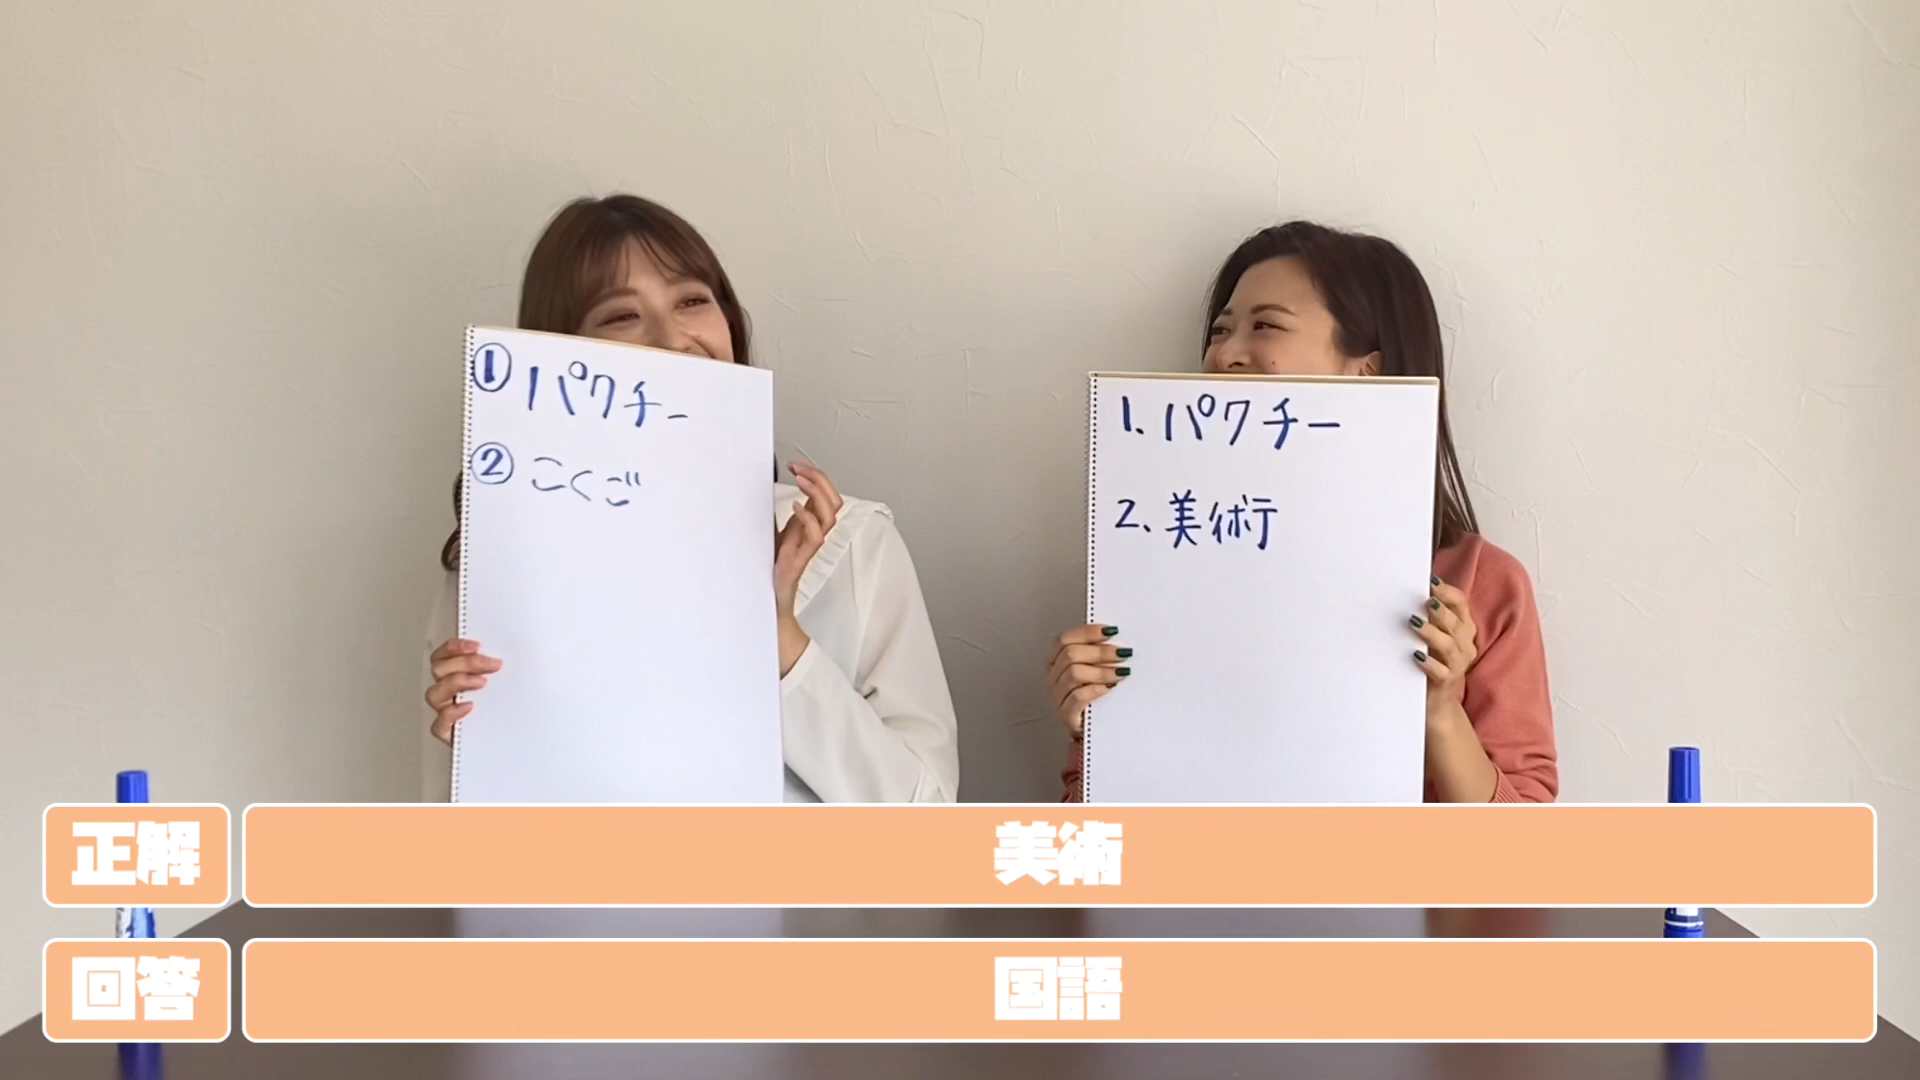 ① パクチー
② こくご
1. パクチー
2. 美術
正解
美術
回答
国語